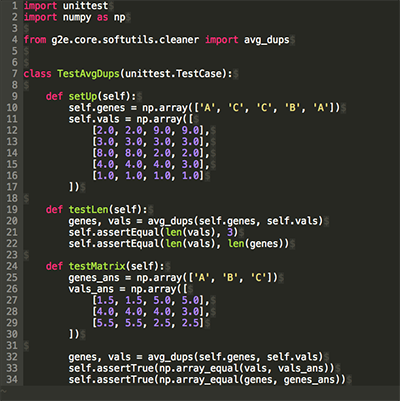 1 import unittest
2 import numpy as np
3
4 from g2e.core.softutils.cleaner import avg_dups
5
6
7 class TestAvgDups(unittest.TestCase):
8
9     def setUp(self):
10         self.genes = np.array(['A', 'C', 'C', 'B', 'A'])
11         self.vals = np.array([
12             [2.0, 2.0, 9.0, 9.0],
13             [3.0, 3.0, 3.0, 3.0],
14             [8.0, 8.0, 2.0, 2.0],
15             [4.0, 4.0, 4.0, 3.0],
16             [1.0, 1.0, 1.0, 1.0]
17         ])
18
19     def testLen(self):
20         genes, vals = avg_dups(self.genes, self.vals)
21         self.assertEqual(len(vals), 3)
22         self.assertEqual(len(vals), len(genes))
23
24     def testMatrix(self):
25         genes_ans = np.array(['A', 'B', 'C'])
26         vals_ans = np.array([
27             [1.5, 1.5, 5.0, 5.0],
28             [4.0, 4.0, 4.0, 3.0],
29             [5.5, 5.5, 2.5, 2.5]
30         ])
31
32         genes, vals = avg_dups(self.genes, self.vals)
33         self.assertTrue(np.array_equal(vals, vals_ans))
34         self.assertTrue(np.array_equal(genes, genes_ans))